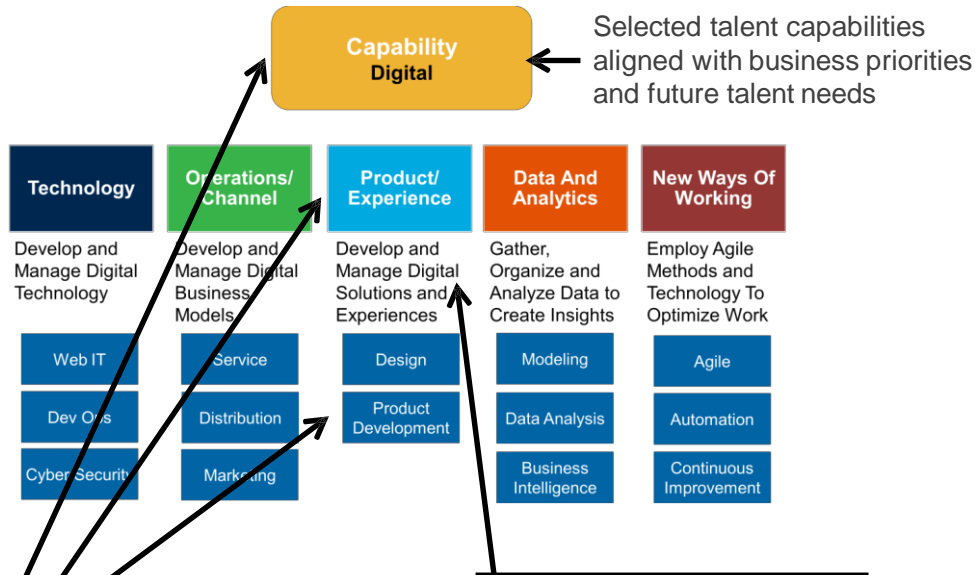 Capability
Digital
Selected talent capabilities
aligned with business priorities
and future talent needs
Technology
Operations/
Channel
Product/
Experience
Data And
Analytics
New Ways Of
Working
Develop and
Manage Digital
Technology
Develop and
Manage Digital
Business
Models
Develop and
Manage Digital
Solutions and
Experiences
Gather,
Organize and
Analyze Data to
Create Insights
Employ Agile
Methods and
Technology To
Optimize Work
Web IT
Dev Ops
Cyber Security
Service
Distribution
Marketing
Design
Product
Development
Modeling
Data Analysis
Business
Intelligence
Agile
Automation
Continuous
Improvement